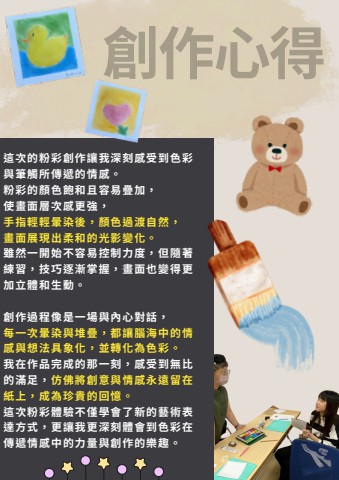 創作心得
這次的粉彩創作讓我深刻感受到色彩
與筆觸所傳遞的情感。
粉彩的顏色飽和且容易疊加，
使畫面層次感更強，
手指輕輕暈染後，顏色過渡自然，
畫面展現出柔和的光影變化。
雖然一開始不容易控制力度，但隨著
練習，技巧逐漸掌握，畫面也變得更
加立體和生動。
創作過程像是一場與內心對話，
每一次暈染與堆疊，都讓腦海中的情
感與想法具象化，並轉化為色彩。
我在作品完成的那一刻，感受到無比
的滿足，仿佛將創意與情感永遠留在
紙上，成為珍貴的回憶。
這次粉彩體驗不僅學會了新的藝術表
達方式，更讓我更深刻體會到色彩在
傳遞情感中的力量與創作的樂趣。